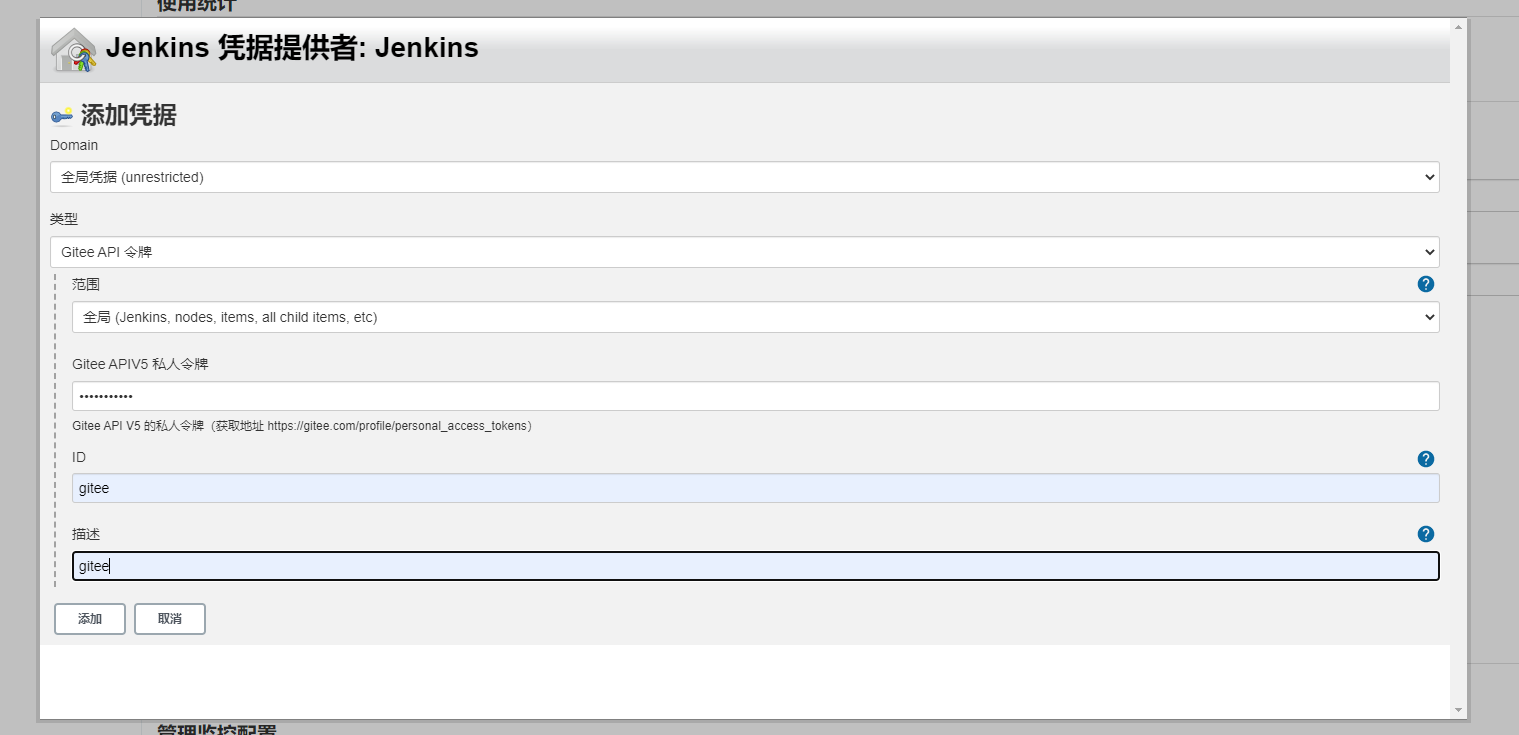 使用统计
Jenkins 凭据提供者: Jenkins
添加凭据
Domain
全局凭据 (unrestricted)
类型
Gitee API 令牌
范围
全局 (Jenkins, nodes, items, all child items, etc)
Gitee APIV5 私人令牌
•••••••••••
Gitee API V5 的私人令牌（获取地址 https://gitee.com/profile/personal_access_tokens）
ID
gitee
描述
gitee
添加 取消
管理监控配置